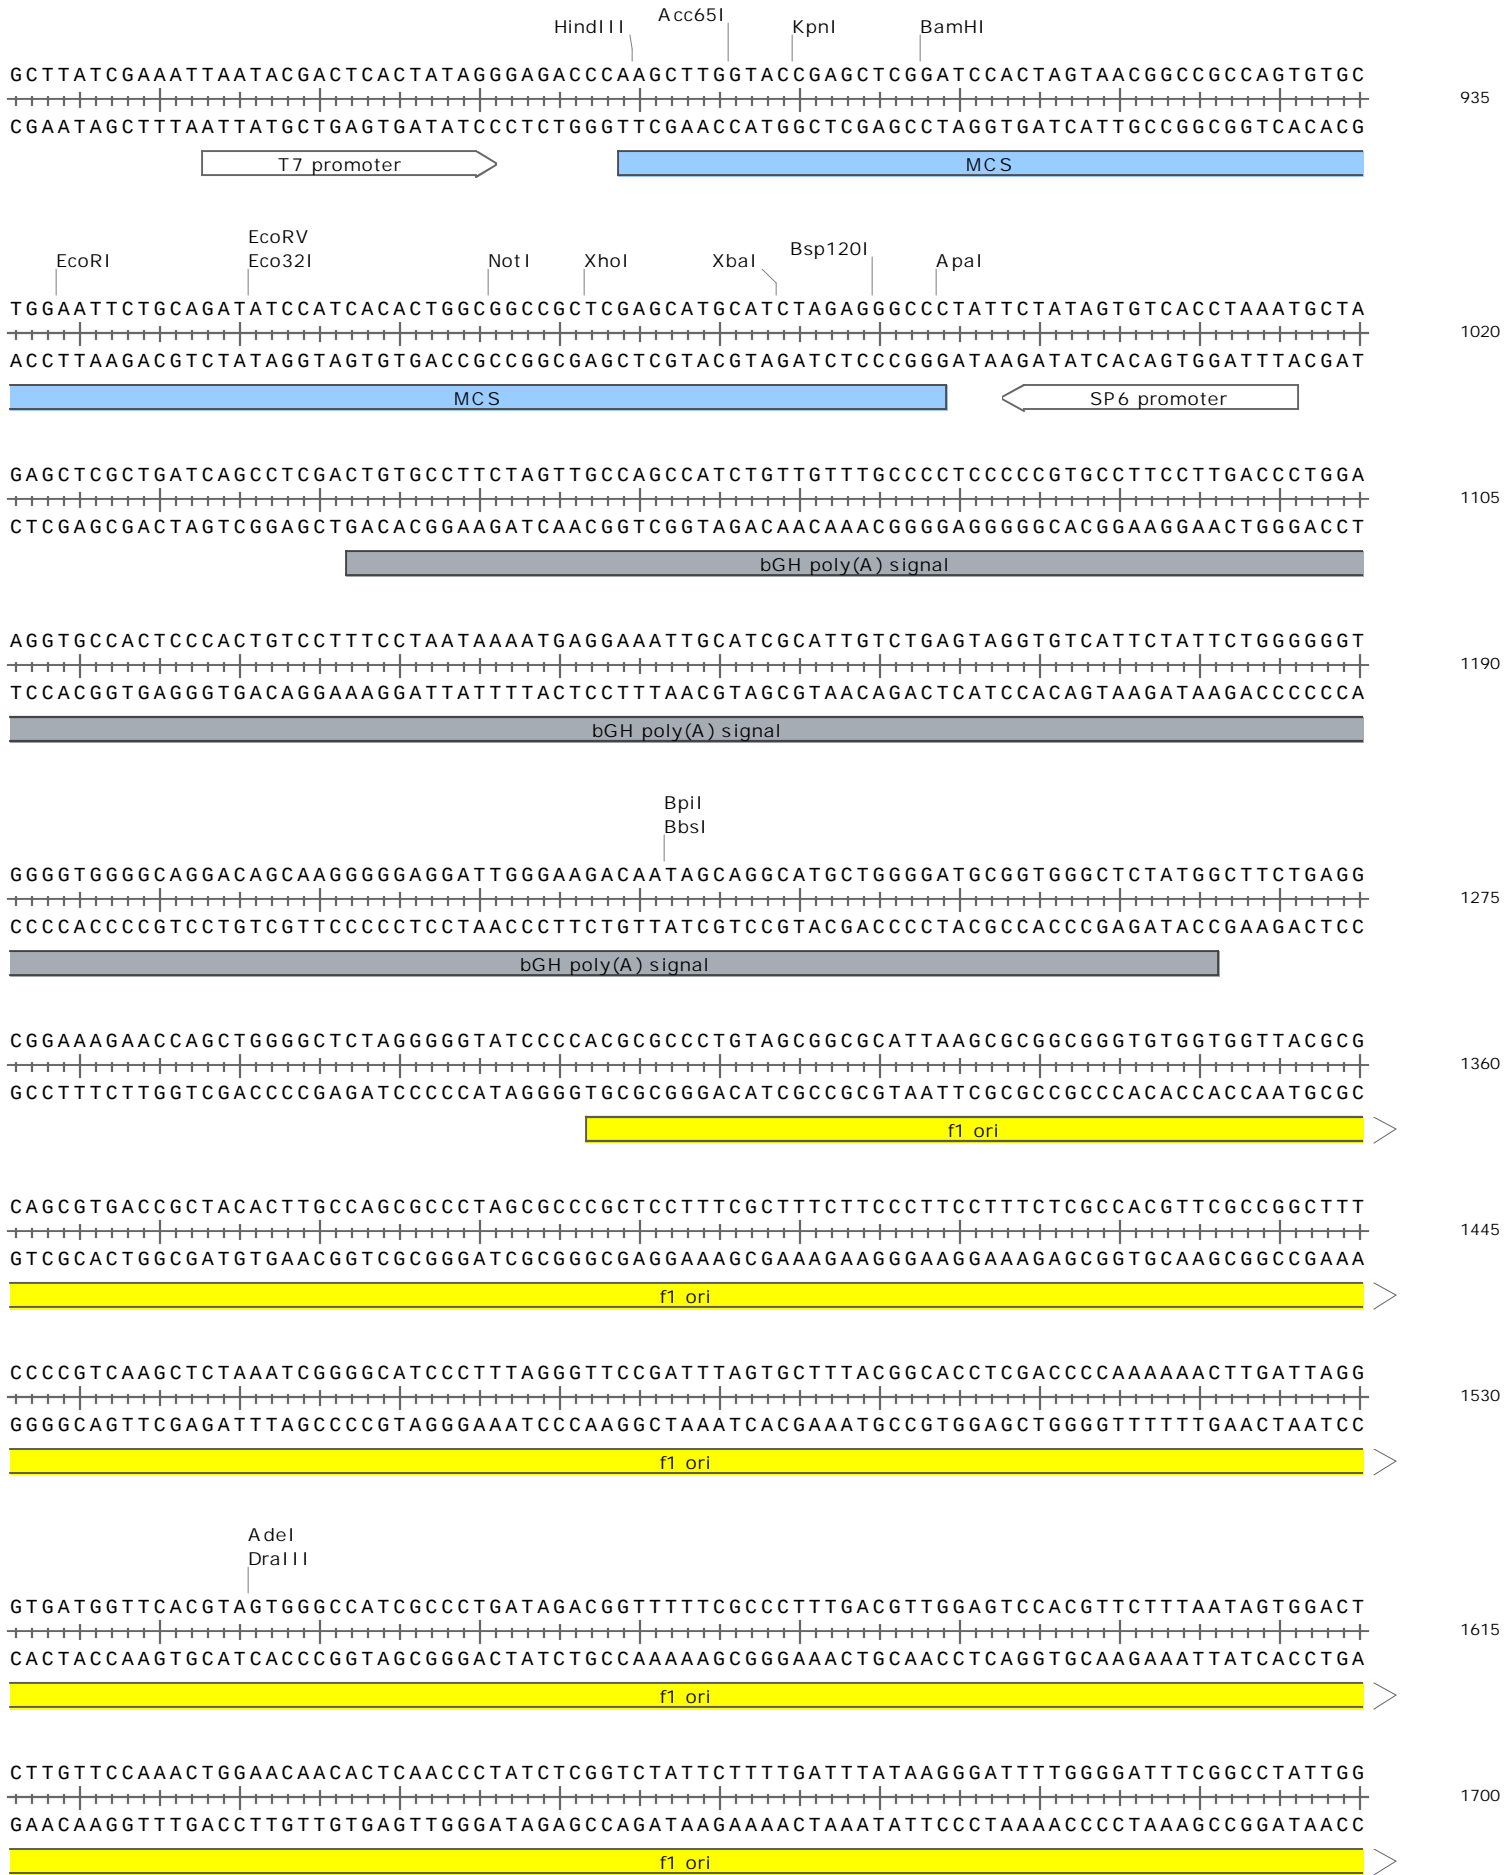 HindIII Acc65I KpnI BamHI
GCTTATCGAAATTAATACGACTCACTATAGGGAGACCCAAGCTTGGTACCGAGCTCGGATCCACTAGTAACGGCCGCCAGTGTGC
935
CGAATAGCTTTAATTATGCTGAGTGATATCCCTCTGGGTTCGAACCATGGCTCGAGCCTAGGTGATCATTGCCGGCGGTCACACG
T7 promoter MCS
EcoRV
EcoRI Eco32I NotI XhoI XbaI Bsp120I ApaI
TGGAATTCTGCAGATATCCATCACACTGGCGGCCGCTCGAGCATGCATCTAGAGGGCCCTATTCTATAGTGTCACCTAAATGCTA
1020
ACCTTAAGACGTCTATAGGTAGTGTGACCGCCGGCGAGCTCGTACGTAGATCTCCCGGGATAAGATATCACAGTGGATTTACGAT
MCS SP6 promoter
GAGCTCGCTGATCAGCCTCGACTGTGCCTTCTAGTTGCCAGCCATCTGTTGTTTGCCCCTCCCCCGTGCCTTCCTTGACCCTGGA
1105
CTCGAGCGACTAGTCGGAGCTGACACGGAAGATCAACGGTCGGTAGACAACAAACGGGGAGGGGGCACGGAAGGAACTGGGACCT
bGH poly(A) signal
AGGTGCCACTCCCACTGTCCTTTCCTAATAAAATGAGGAAATTGCATCGCATTGTCTGAGTAGGTGTCATTCTATTCTGGGGGGT
1190
TCCACGGTGAGGGTGACAGGAAAGGATTATTTTACTCCTTTAACGTAGCGTAACAGACTCATCCACAGTAAGATAAGACCCCCCA
bGH poly(A) signal
BpiI
BbsI
GGGGTGGGGCAGGACAGCAAGGGGGAGGATTGGGAAGACAATAGCAGGCATGCTGGGGATGCGGTGGGCTCTATGGCTTCTGAGG
1275
CCCCACCCCGTCCTGTCGTTCCCCCTCCTAACCCTTCTGTTATCGTCCGTACGACCCCTACGCCACCCGAGATACCGAAGACTCC
bGH poly(A) signal
CGGAAAGAACCAGCTGGGGCTCTAGGGGGTATCCCCACGCGCCCTGTAGCGGCGCATTAAGCGCGGCGGGTGTGGTGGTTACGCG
1360
GCCTTTCTTGGTCGACCCCGAGATCCCCCATAGGGGTGCGCGGGACATCGCCGCGTAATTCGCGCCGCCCACACCACCAATGCGC
f1 ori
CAGCGTGACCGCTACACTTGCCAGCGCCCTAGCGCCCGCTCCTTTCGCTTTCTTCCCTTCCTTTCTCGCCACGTTCGCCGGCTTT
1445
GTCGCACTGGCGATGTGAACGGTCGCGGGATCGCGGGCGAGGAAAGCGAAAGAAGGGAAGGAAAGAGCGGTGCAAGCGGCCGAAA
f1 ori
CCCCGTCAAGCTCTAAATCGGGGCATCCCTTTAGGGTTCCGATTTAGTGCTTTACGGCACCTCGACCCCAAAAAACTTGATTAGG
1530
GGGGCAGTTCGAGATTTAGCCCCGTAGGGAAATCCCAAGGCTAAATCACGAAATGCCGTGGAGCTGGGGTTTTTTGAACTAATCC
f1 ori
AdeI
DraIII
GTGATGGTTCACGTAGTGGGCCATCGCCCTGATAGACGGTTTTTCGCCCTTTGACGTTGGAGTCCACGTTCTTTAATAGTGGACT
1615
CACTACCAAGTGCATCACCCGGTAGCGGGACTATCTGCCAAAAAGCGGGAAACTGCAACCTCAGGTGCAAGAAATTATCACCTGA
f1 ori
CTTGTTCCAAACTGGAACAACACTCAACCCTATCTCGGTCTATTCTTTTGATTTATAAGGGATTTTGGGGATTTCGGCCTATTGG
1700
GAACAAGGTTTGACCTTGTTGTGAGTTGGGATAGAGCCAGATAAGAAAACTAAATATTCCCTAAAACCCCTAAAGCCGGATAACC
f1 ori